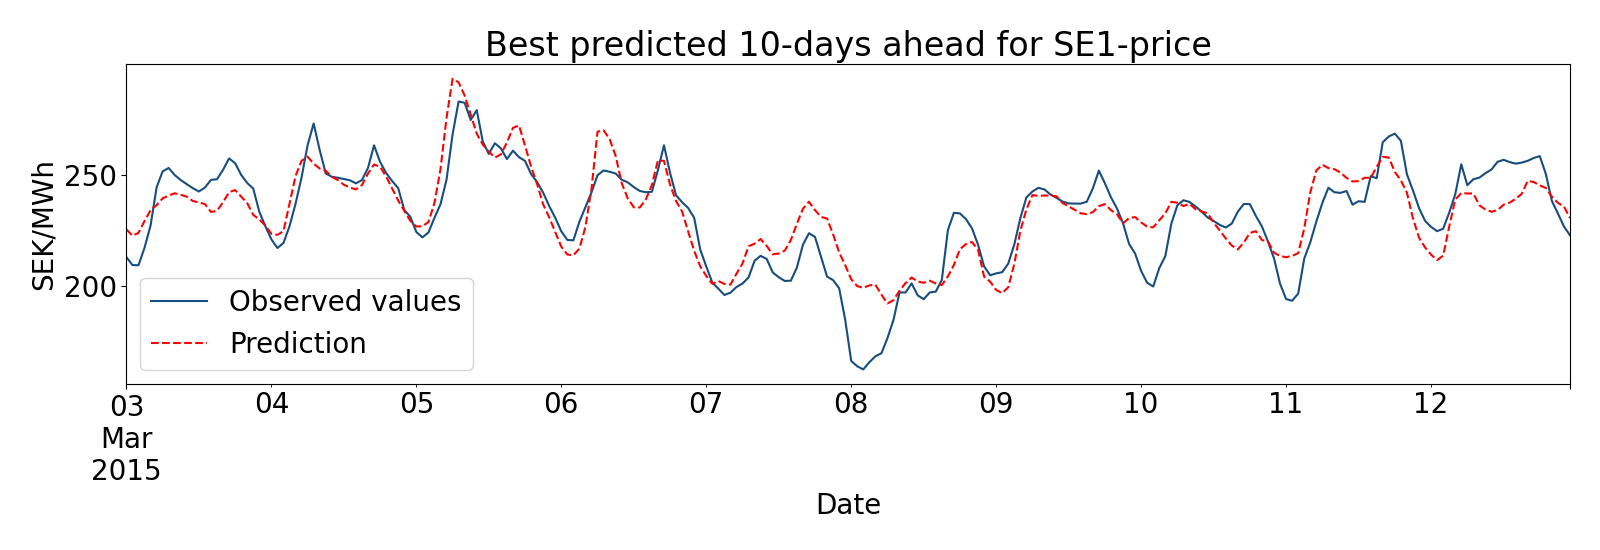 Best predicted 10-days ahead for SE1-price
SEK/MWh
250
200
Observed values
Prediction
03 04 05 06 07 08 09 10 11 12
Mar
2015
Date